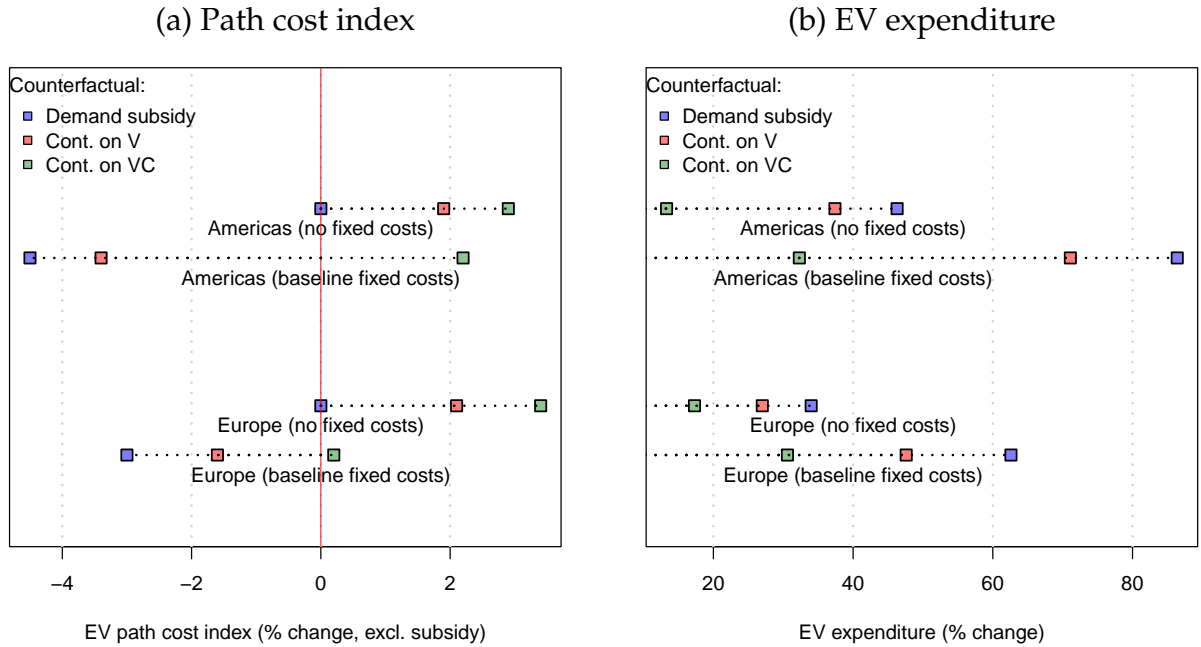 (a) Path cost index
Counterfactual:
Demand subsidy
Cont. on V
Cont. on VC
Americas (no fixed costs)
Americas (baseline fixed costs)
Europe (no fixed costs)
Europe (baseline fixed costs)
−4 −2 0 2
EV path cost index (% change, excl. subsidy)
(b) EV expenditure
Counterfactual:
Demand subsidy
Cont. on V
Cont. on VC
Americas (no fixed costs)
Americas (baseline fixed costs)
Europe (no fixed costs)
Europe (baseline fixed costs)
20 40 60 80
EV expenditure (% change)